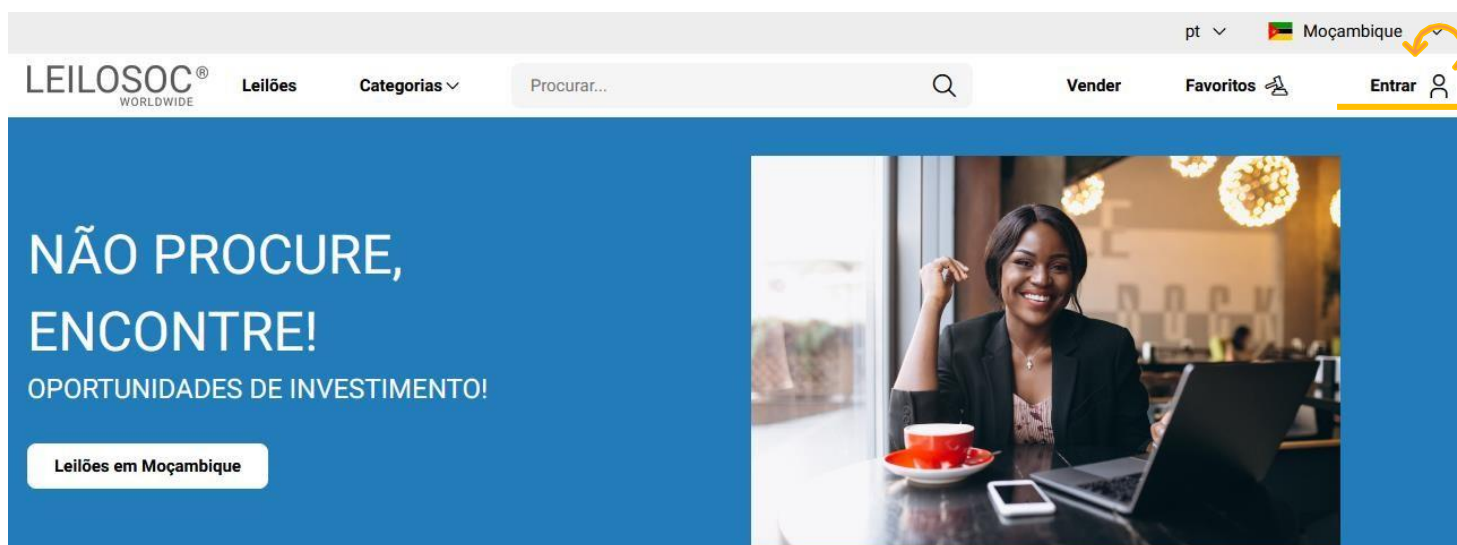 pt Moçambique
LEILOSOC®
WORLDWIDE
Leilões Categorias Procurar... Vender Favoritos Entrar
NÃO PROCURE,
ENCONTRE!
OPORTUNIDADES DE INVESTIMENTO!
Leilões em Moçambique